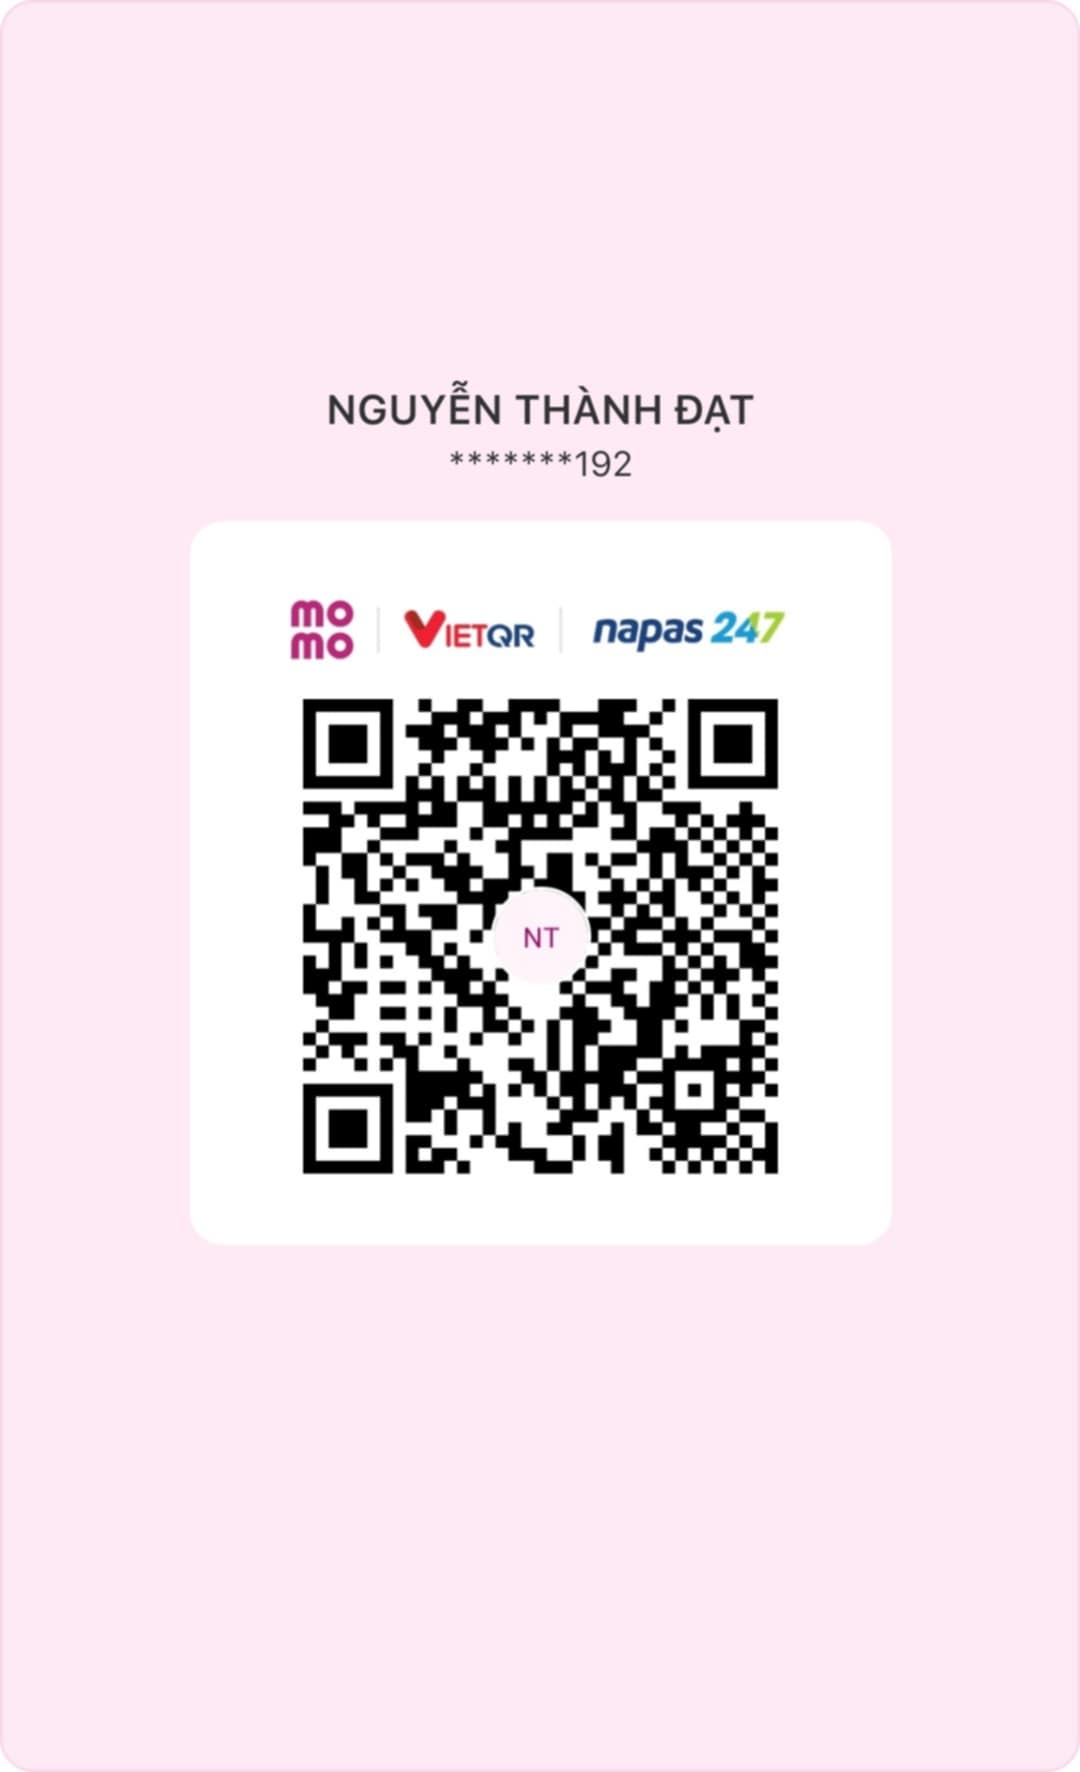 NGUYỄN THÀNH ĐẠT
*******192
mo
mo
VIETQR
napas 247
NT